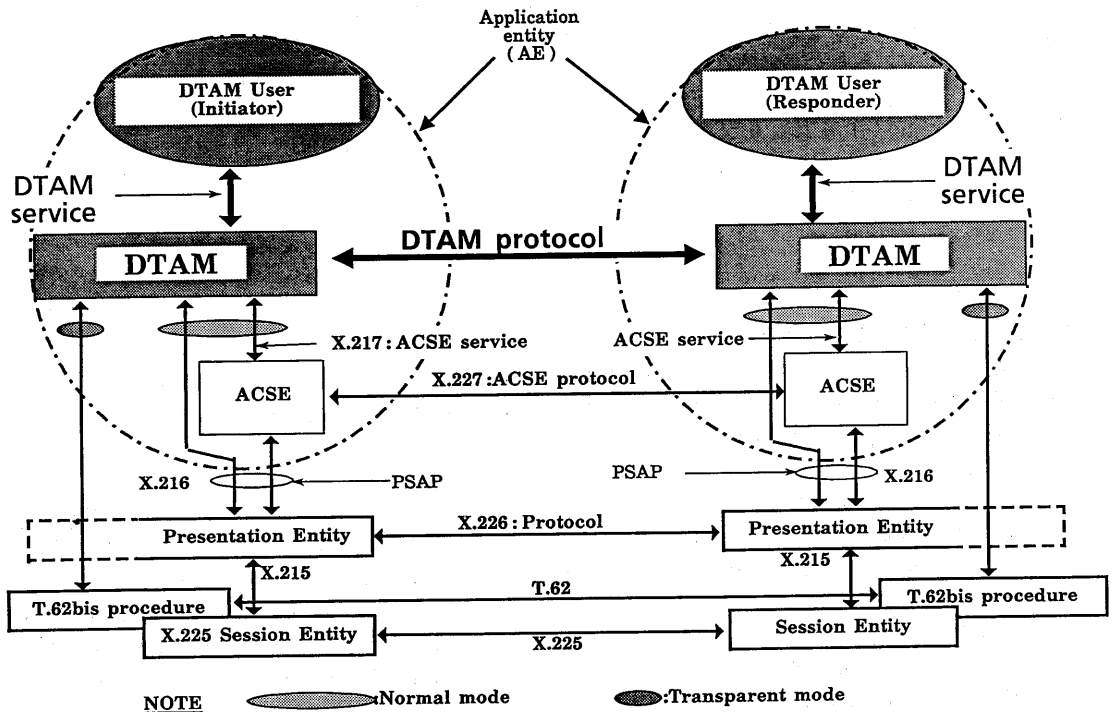 Application
entity
(AE)
DTAM User
(Initiator)
DTAM User
(Responder)
DTAM
service
DTAM
service
DTAM protocol
DTAM
DTAM
X.217 : ACSE service
ACSE service
X.227 :ACSE protocol
ACSE
ACSE
X.216
PSAP
PSAP
X.216
Presentation Entity
X.226 : Protocol
Presentation Entity
X.215
X.215
T.62
T.62bis procedure
T.62bis procedure
X.225 Session Entity
X.225
Session Entity
NOTE
:Normal mode
:Transparent mode